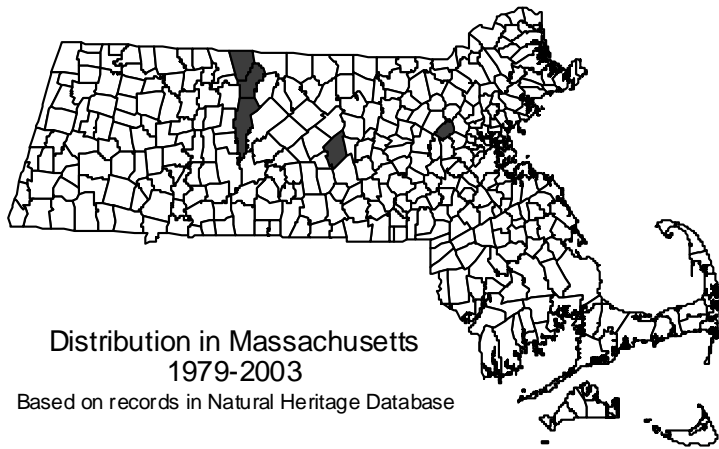 Distribution in Massachusetts
1979-2003
Based on records in Natural Heritage Database